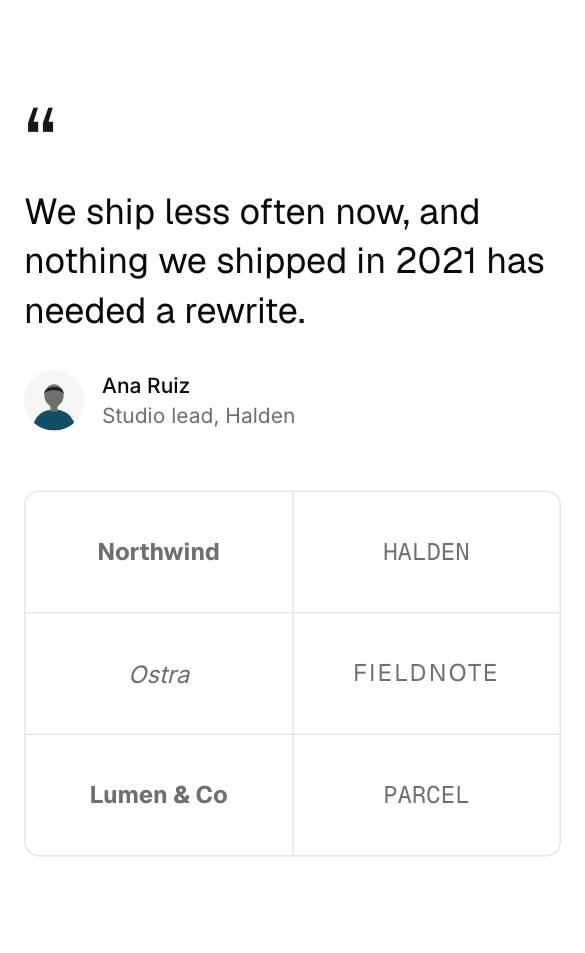 “
We ship less often now, and
nothing we shipped in 2021 has
needed a rewrite.
Ana Ruiz
Studio lead, Halden
Northwind
HALDEN
Ostra
FIELDNOTE
Lumen & Co
PARCEL